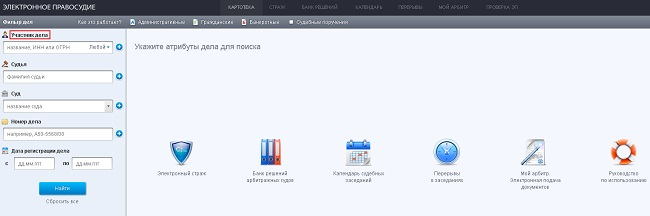 ЭЛЕКТРОННОЕ ПРАВОСУДИЕ
КАРТОТЕКА СТРАЖ БАНК РЕШЕНИЙ КАЛЕНДАРЬ ПЕРЕРЫВЫ МОЙ АРБИТР ПРОВЕРКА ЭП
Фильтр дел Как это работает? Административные Гражданские Банкротные Судебные поручения
Участник дела
название, ИНН или ОГРН Любой
Укажите атрибуты дела для поиска
Судья
фамилия судьи
Суд
название суда
Номер дела
например, А50-5568/08
Дата регистрации дела
с дд.мм.гггг по дд.мм.гггг
Найти
Сбросить все
Электронный страж
Банк решений
арбитражных судов
Календарь судебных
заседаний
Перерывы
в заседаниях
Мой арбитр.
Электронная подача
документов
Руководство
по использованию